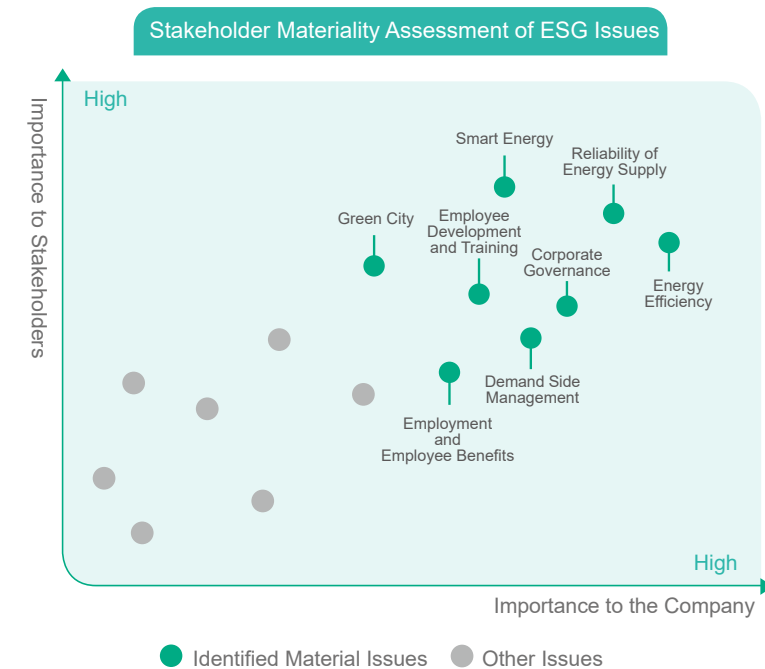 Stakeholder Materiality Assessment of ESG Issues
High
Importance to Stakeholders
Smart Energy
Reliability of
Energy Supply
Green City
Employee
Development
and Training
Corporate
Governance
Energy
Efficiency
Demand Side
Management
Employment
and
Employee Benefits
High
Importance to the Company
Identified Material Issues
Other Issues